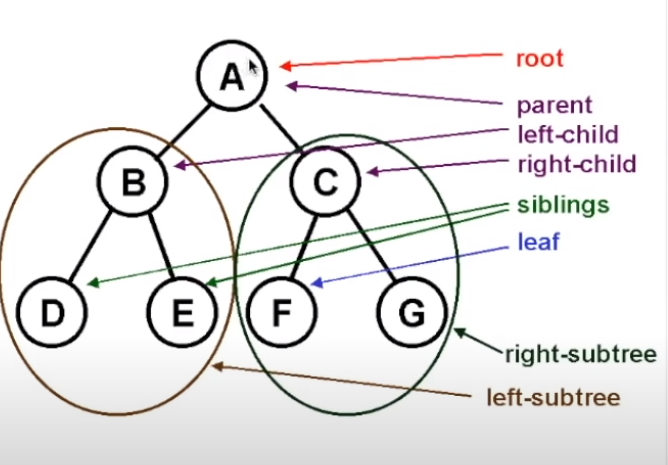 A
root
parent
left-child
right-child
B
C
siblings
leaf
D
E
F
G
right-subtree
left-subtree